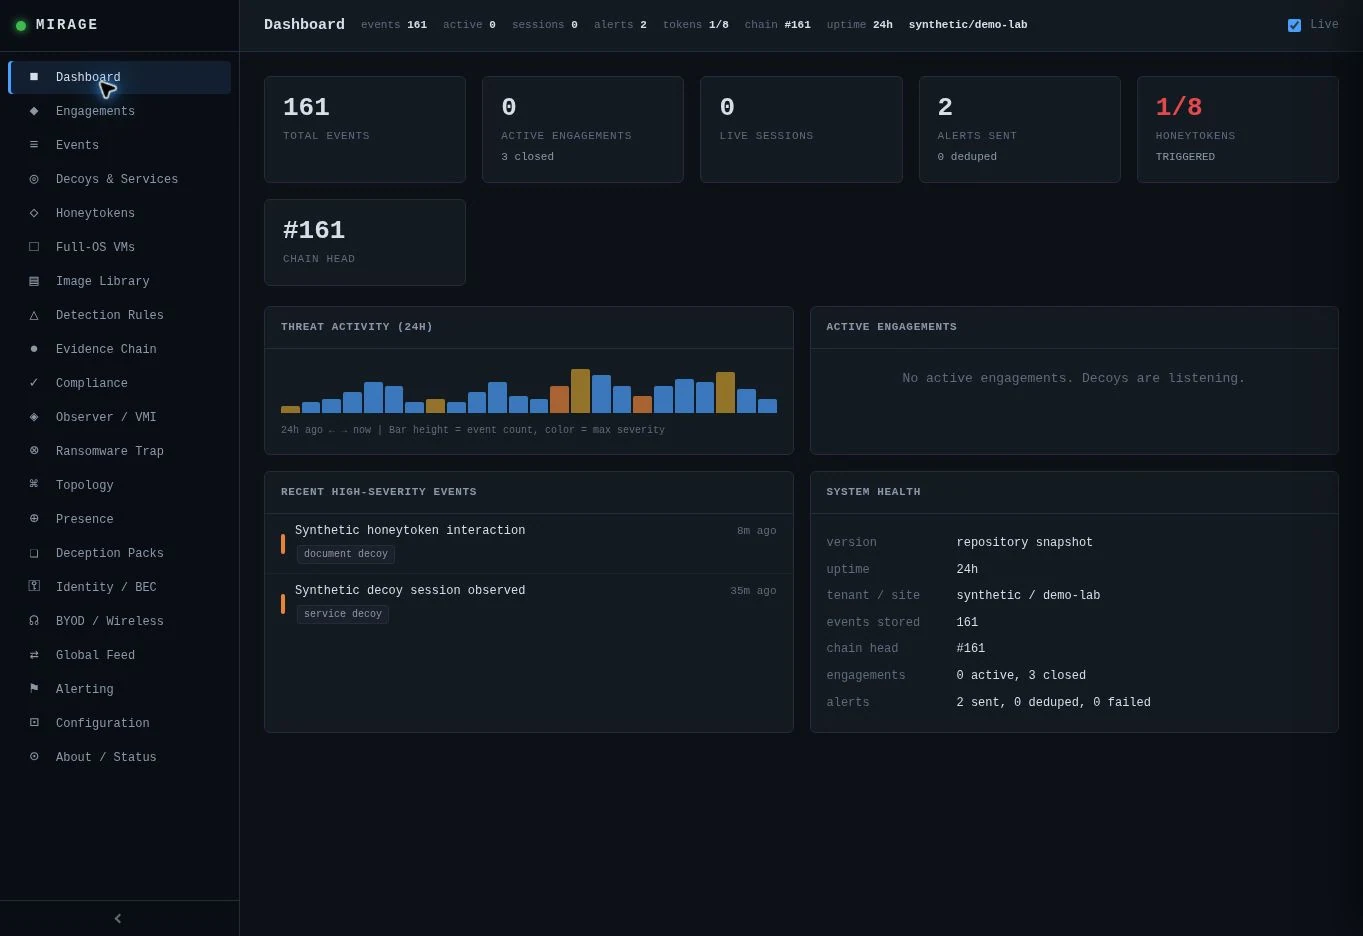 MIRAGE
Dashboard events 161 active 0 sessions 0 alerts 2 tokens 1/8 chain #161 uptime 24h synthetic/demo-lab Live
Dashboard
Engagements
Events
Decoys & Services
Honeytokens
Full-OS VMs
Image Library
Detection Rules
Evidence Chain
Compliance
Observer / VMI
Ransomware Trap
Topology
Presence
Deception Packs
Identity / BEC
BYOD / Wireless
Global Feed
Alerting
Configuration
About / Status
161
TOTAL EVENTS
0
ACTIVE ENGAGEMENTS
3 closed
0
LIVE SESSIONS
2
ALERTS SENT
0 deduped
1/8
HONEYTOKENS
TRIGGERED
#161
CHAIN HEAD
THREAT ACTIVITY (24H)
24h ago ← → now | Bar height = event count, color = max severity
ACTIVE ENGAGEMENTS
No active engagements. Decoys are listening.
RECENT HIGH-SEVERITY EVENTS
Synthetic honeytoken interaction 8m ago
document decoy
Synthetic decoy session observed 35m ago
service decoy
SYSTEM HEALTH
version repository snapshot
uptime 24h
tenant / site synthetic / demo-lab
events stored 161
chain head #161
engagements 0 active, 3 closed
alerts 2 sent, 0 deduped, 0 failed